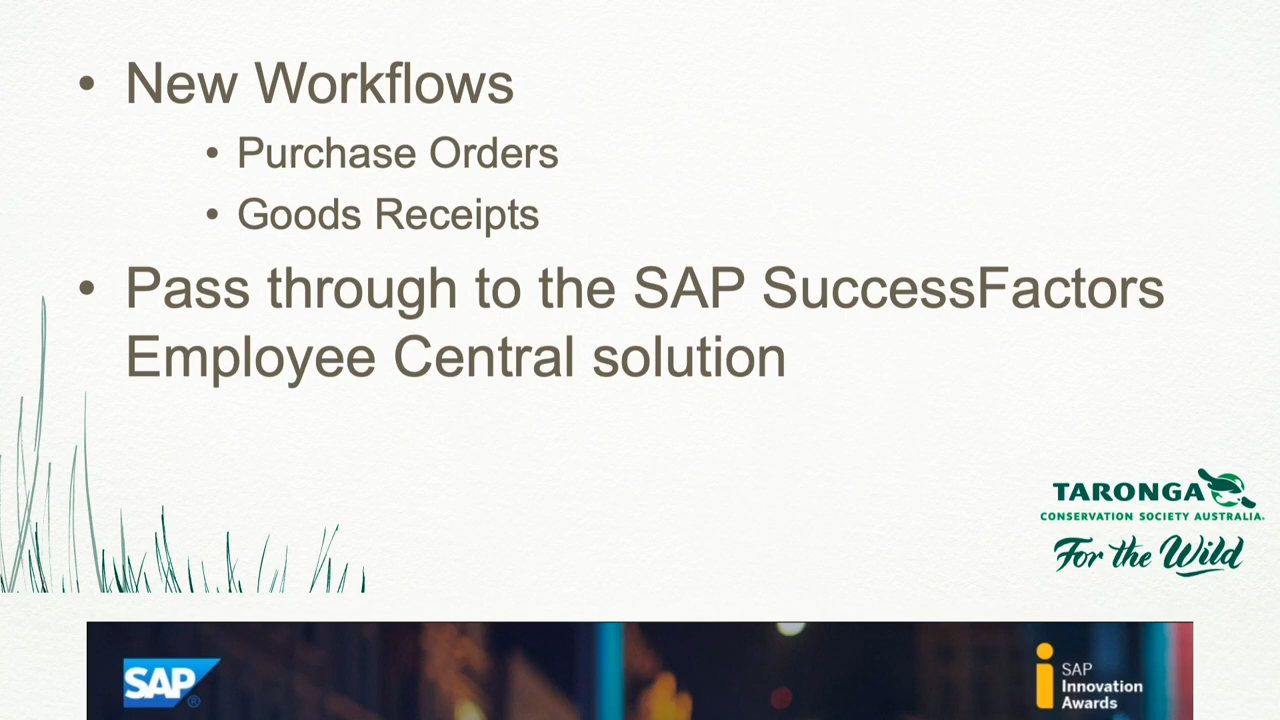 • New Workflows
• Purchase Orders
• Goods Receipts
• Pass through to the SAP SuccessFactors
Employee Central solution
TARONGA
CONSERVATION SOCIETY AUSTRALIA
For the Wild
SAP ®
SAP
Innovation
Awards